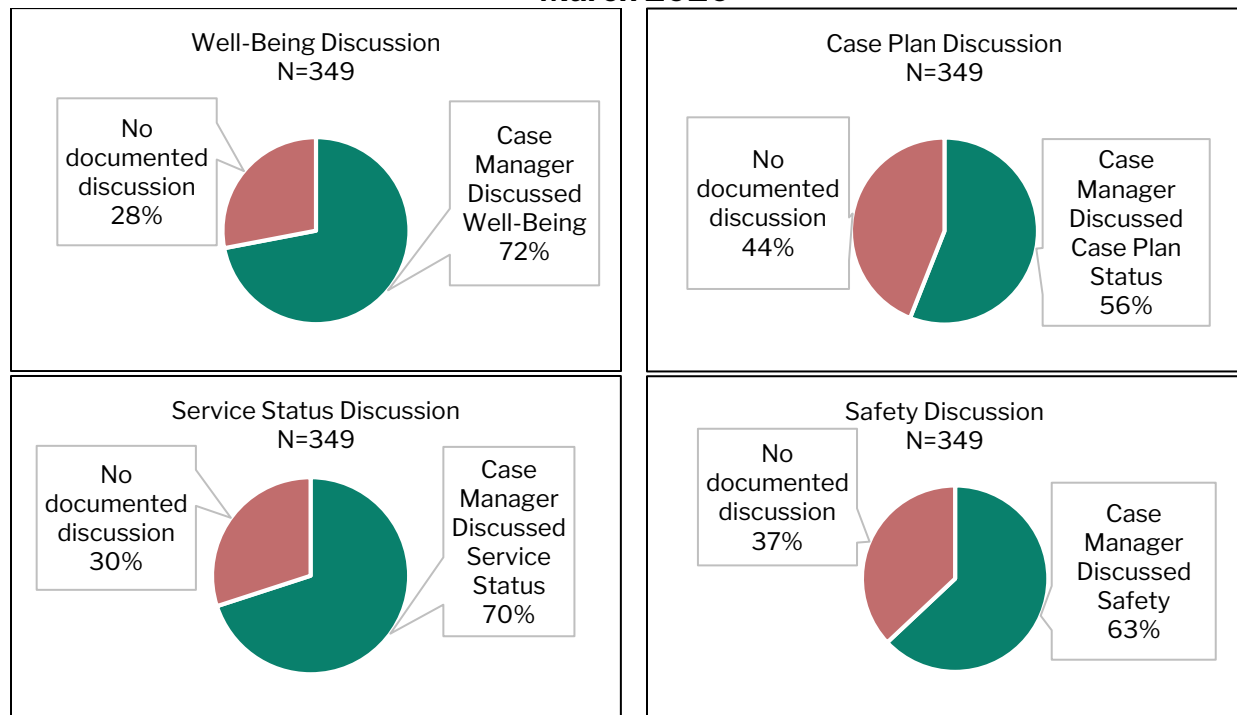 Well-Being Discussion
N=349
No
documented
discussion
28%
Case
Manager
Discussed
Well-Being
72%
Case Plan Discussion
N=349
No
documented
discussion
44%
Case
Manager
Discussed
Case Plan
Status
56%
Service Status Discussion
N=349
No
documented
discussion
30%
Case
Manager
Discussed
Service
Status
70%
Safety Discussion
N=349
No
documented
discussion
37%
Case
Manager
Discussed
Safety
63%